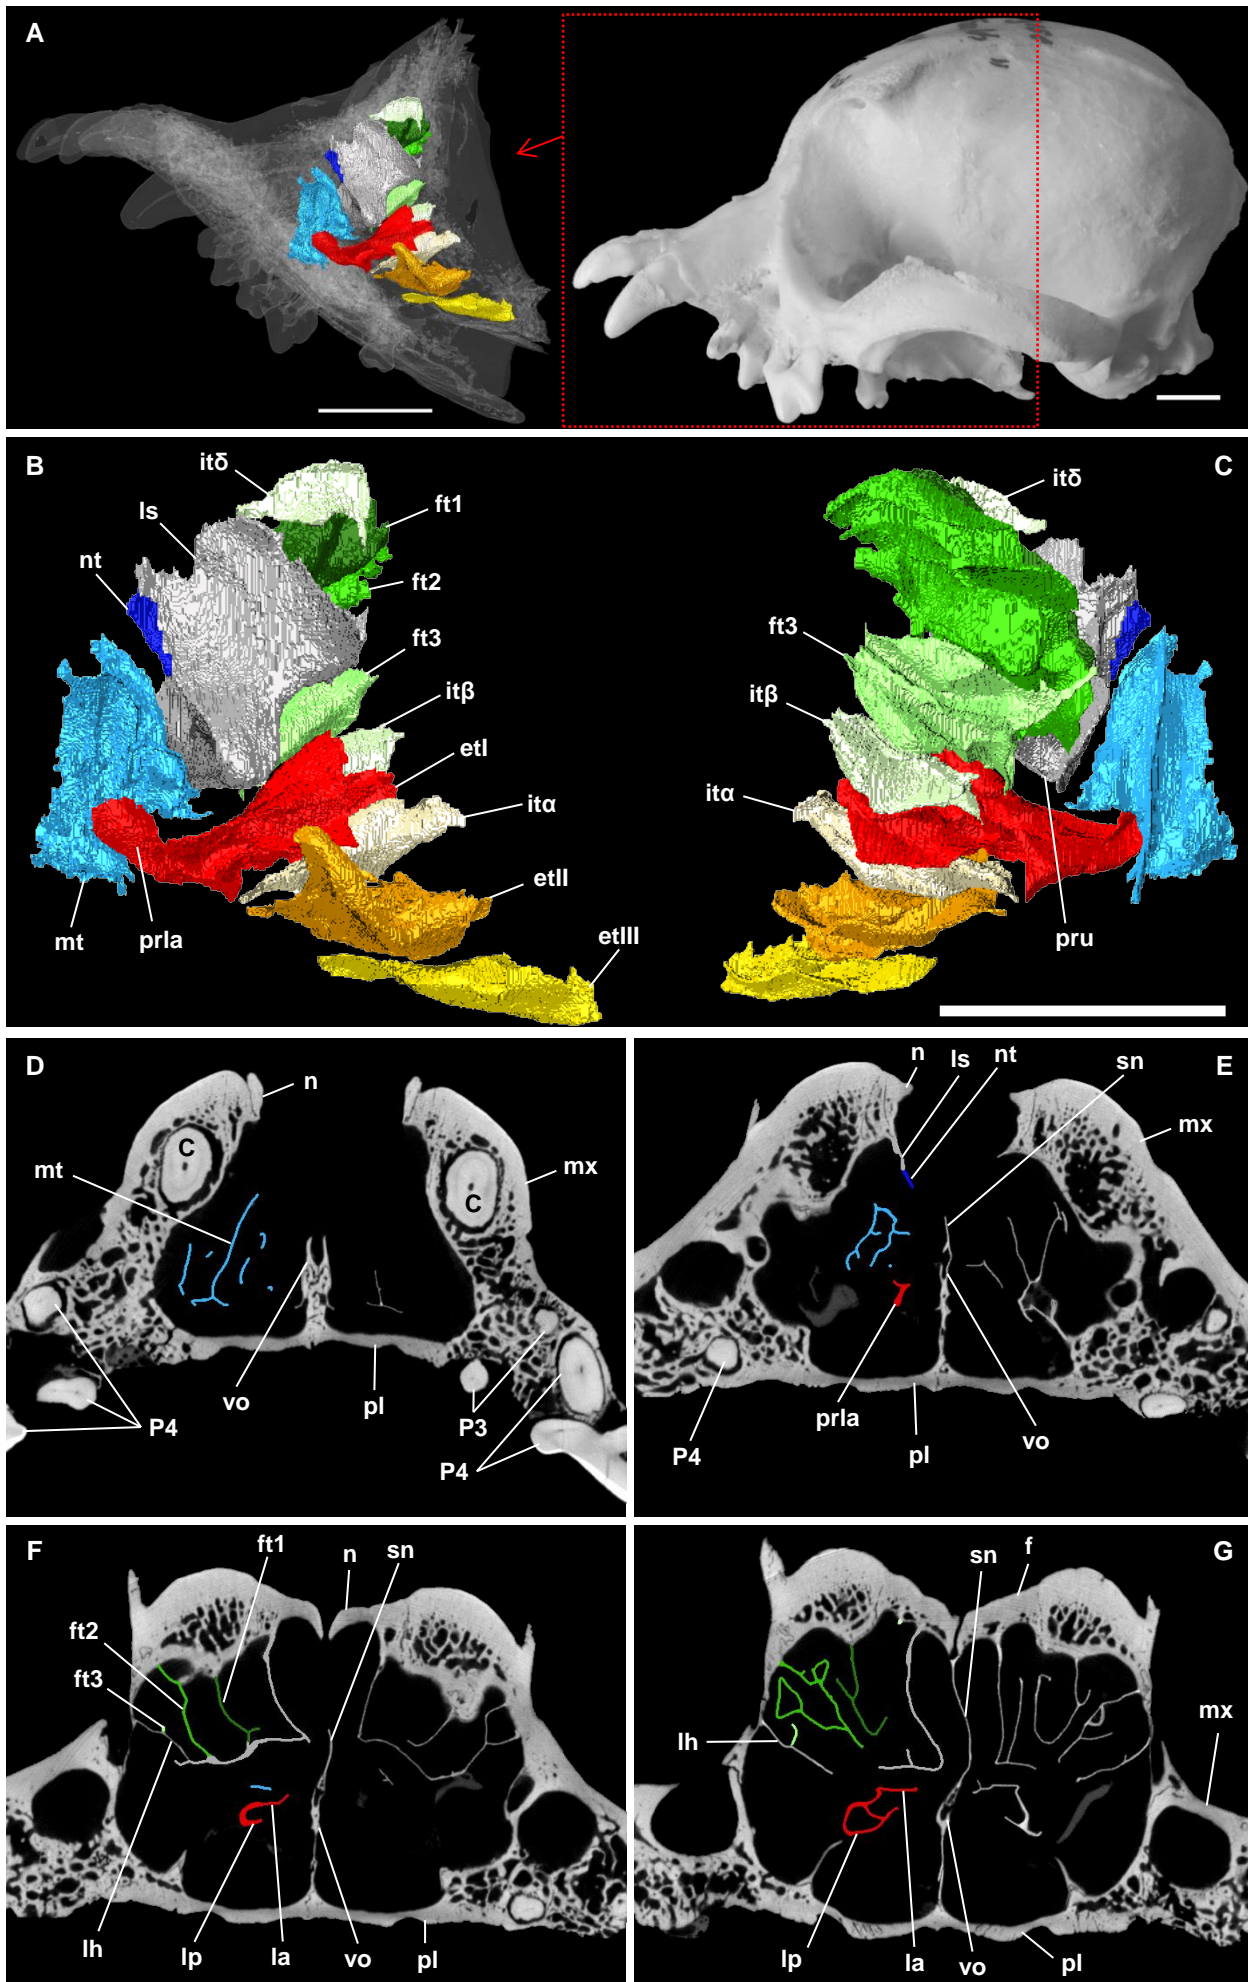 A
B
itδ
ls
nt
ft1
ft2
ft3
itβ
etI
itα
etII
etIII
mt
prla
C
itδ
ft3
itβ
itα
pru
D
n
C
mt
mx
C
vo
pl
P3
P4
P4
E
n
ls
nt
sn
mx
prla
P4
pl
vo
F
ft1
n
sn
ft2
ft3
lh
lp
la
vo
pl
G
sn
f
mx
lh
lp
la
vo
pl